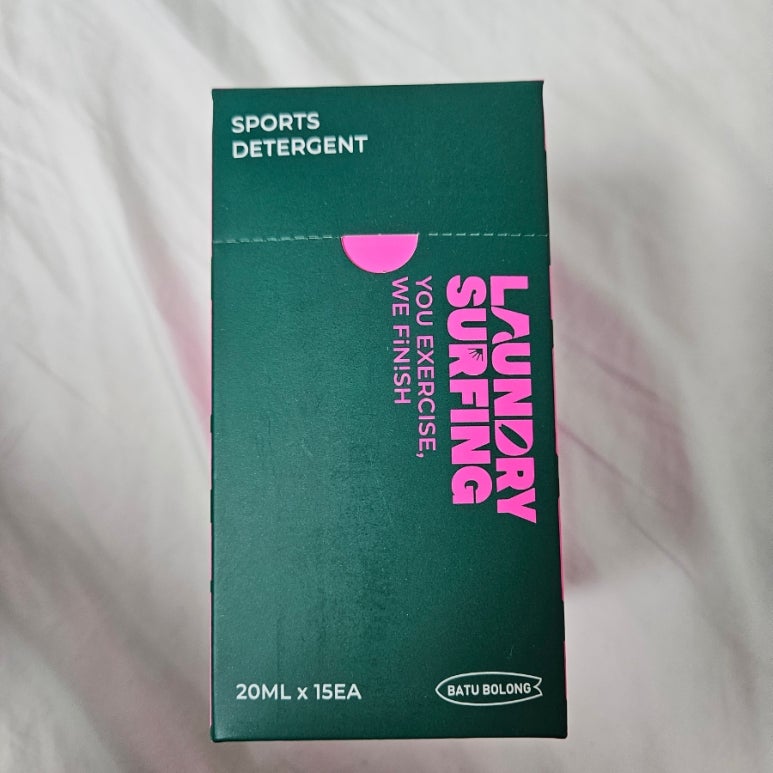 SPORTS
DETERGENT
LAUNDRY
SURFING
YOU EXERCISE,
WE FINISH
20ML x 15EA
BATU BOLONG